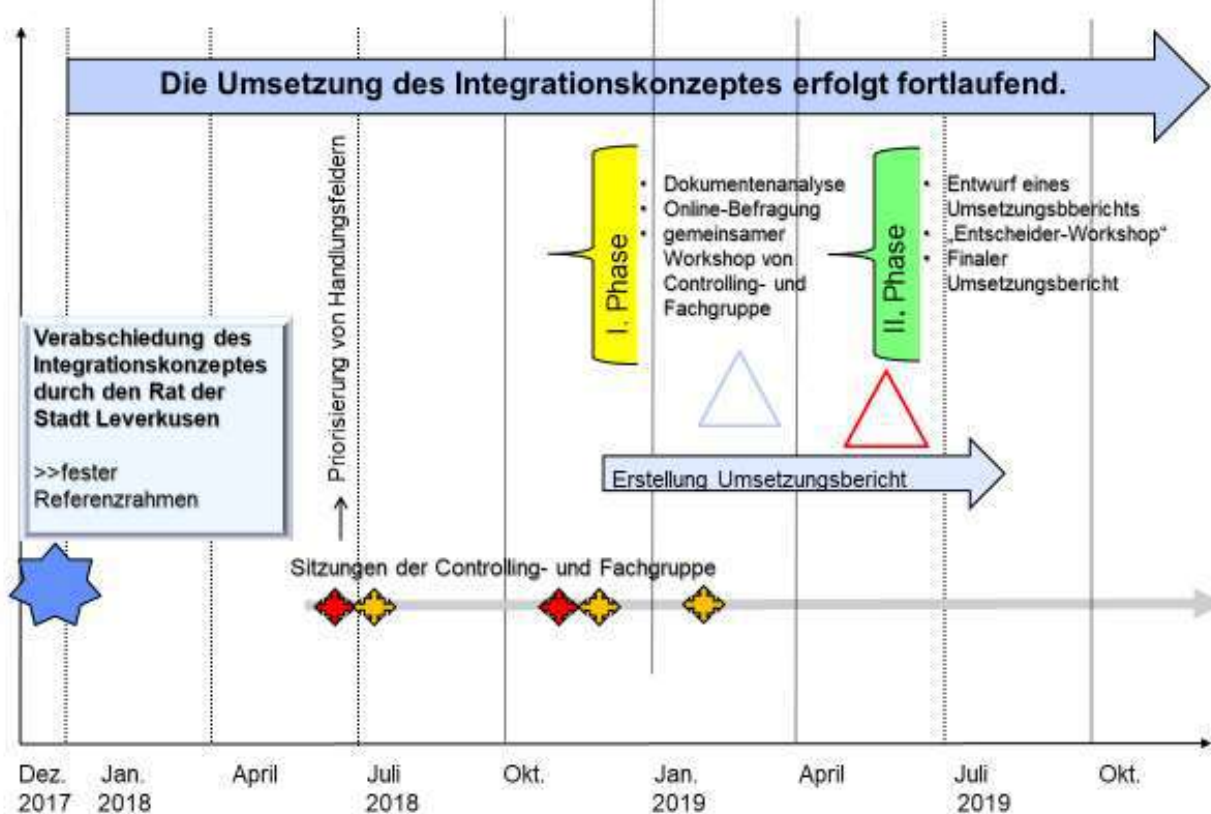 Die Umsetzung des Integrationskonzeptes erfolgt fortlaufend.
Verabschiedung des
Integrationskonzeptes
durch den Rat der
Stadt Leverkusen
>>fester
Referenzrahmen
Priorisierung von Handlungsfeldern
I. Phase
• Dokumentenanalyse
• Online-Befragung
• gemeinsamer
Workshop von
Controlling- und
Fachgruppe
II. Phase
• Entwurf eines
Umsetzungsbberichts
• „Entscheider-Workshop“
• Finaler
Umsetzungsbericht
Erstellung Umsetzungsbericht
Sitzungen der Controlling- und Fachgruppe
Dez.
2017
Jan.
2018
April
Juli
2018
Okt.
Jan.
2019
April
Juli
2019
Okt.